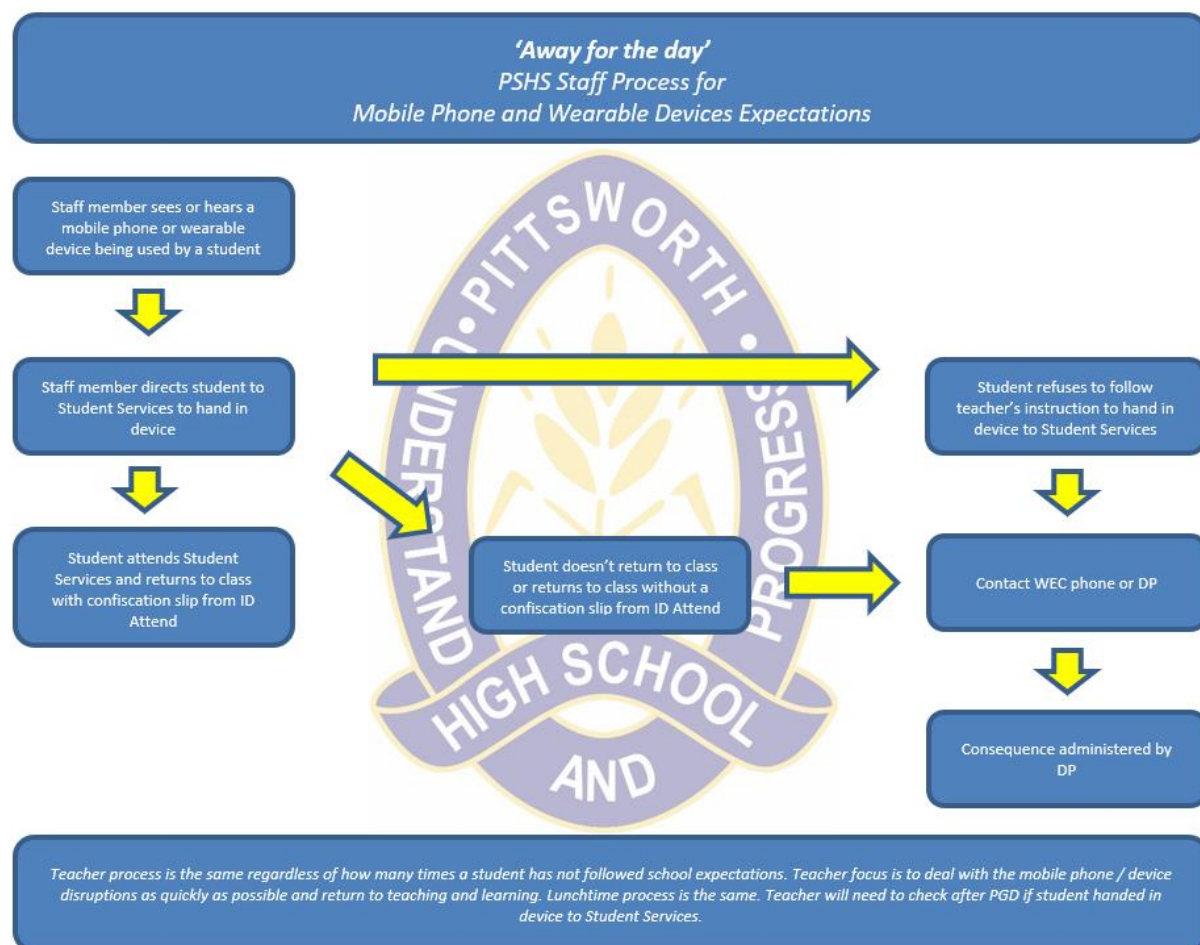 ‘Away for the day’
PSHS Staff Process for
Mobile Phone and Wearable Devices Expectations
Staff member sees or hears a
mobile phone or wearable
device being used by a student
Staff member directs student to
Student Services to hand in
device
Student refuses to follow
teacher’s instruction to hand in
device to Student Services
Student attends Student
Services and returns to class
with confiscation slip from ID
Attend
Student doesn’t return to class
or returns to class without a
confiscation slip from ID Attend
Contact WEC phone or DP
Consequence administered by
DP
UNDERSTAND • PITTSWORTH • PROGRESS
HIGH SCHOOL
AND
Teacher process is the same regardless of how many times a student has not followed school expectations. Teacher focus is to deal with the mobile phone / device
disruptions as quickly as possible and return to teaching and learning. Lunchtime process is the same. Teacher will need to check after PGD if student handed in
device to Student Services.